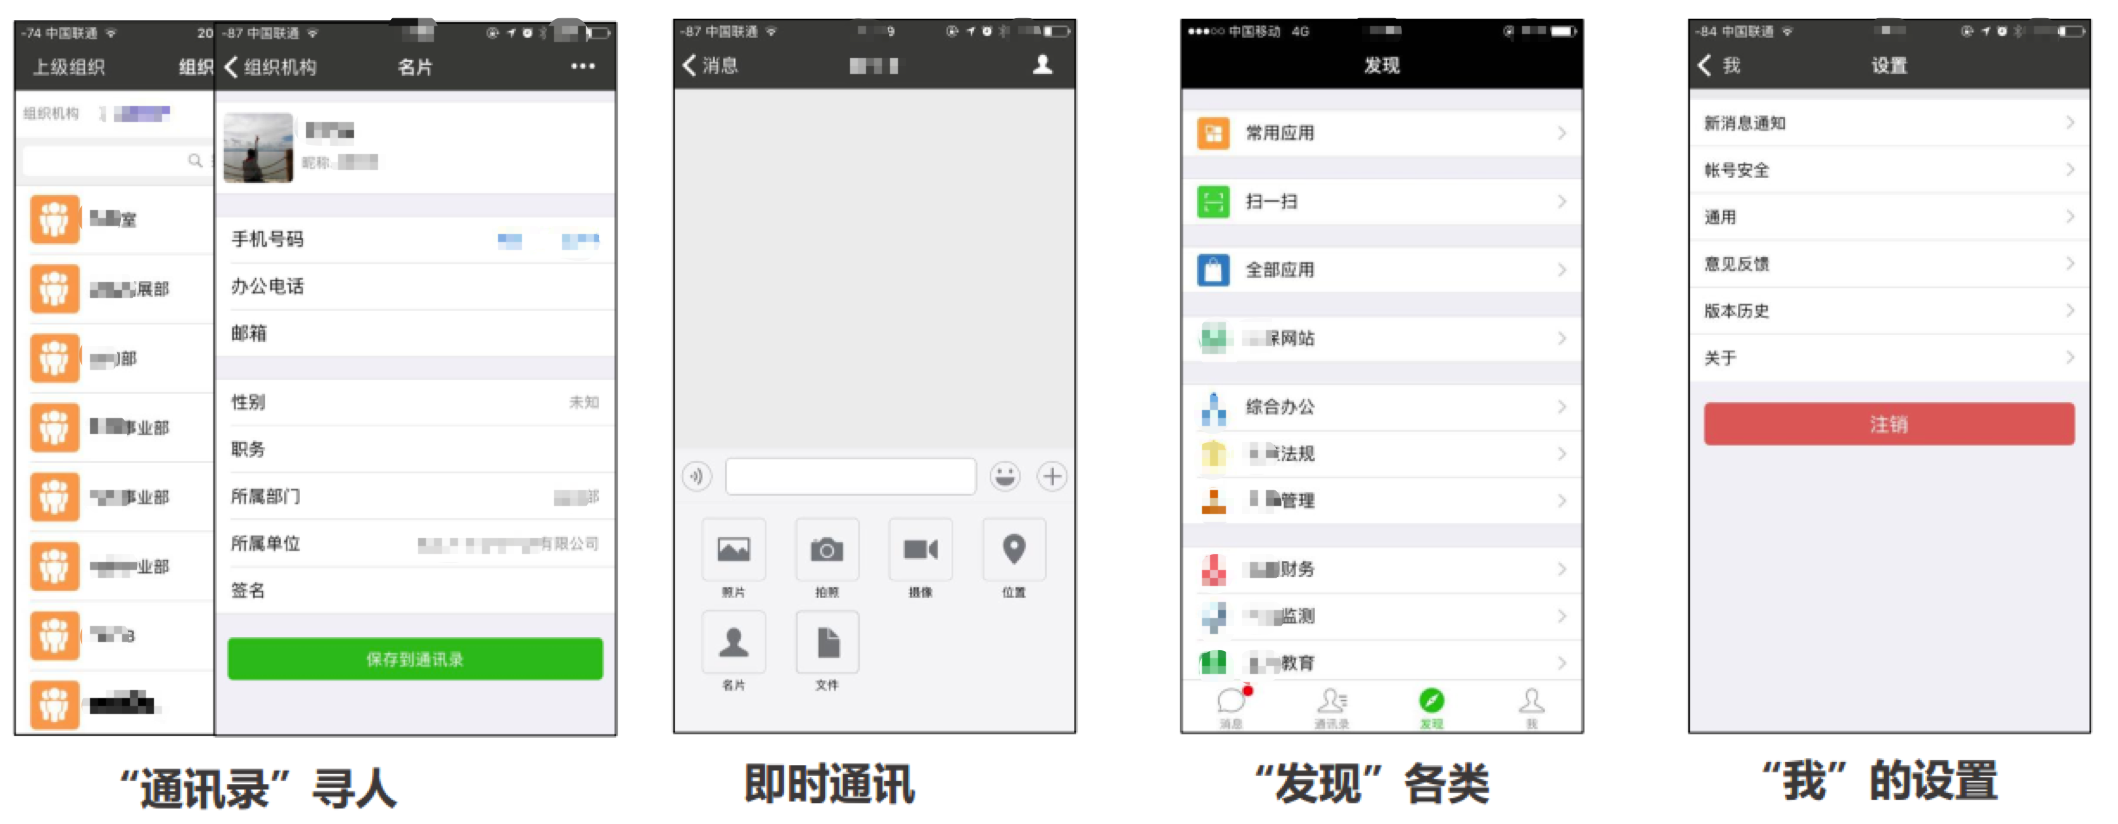 -74 中国联通
20
上级组织
组织
组织机构
室
展部
部
事业部
事业部
业部
-87 中国联通
组织机构
名片
昵称:
手机号码
办公电话
邮箱
性别
未知
职务
所属部门
部
所属单位
有限公司
签名
保存到通讯录
“通讯录”寻人
-87 中国联通
9
消息
照片
拍照
摄像
位置
名片
文件
即时通讯
中国移动 4G
发现
常用应用
扫一扫
全部应用
保网站
综合办公
法规
管理
财务
监测
教育
消息
通讯录
发现
我
“发现”各类
-84 中国联通
我
设置
新消息通知
帐号安全
通用
意见反馈
版本历史
关于
注销
“我”的设置